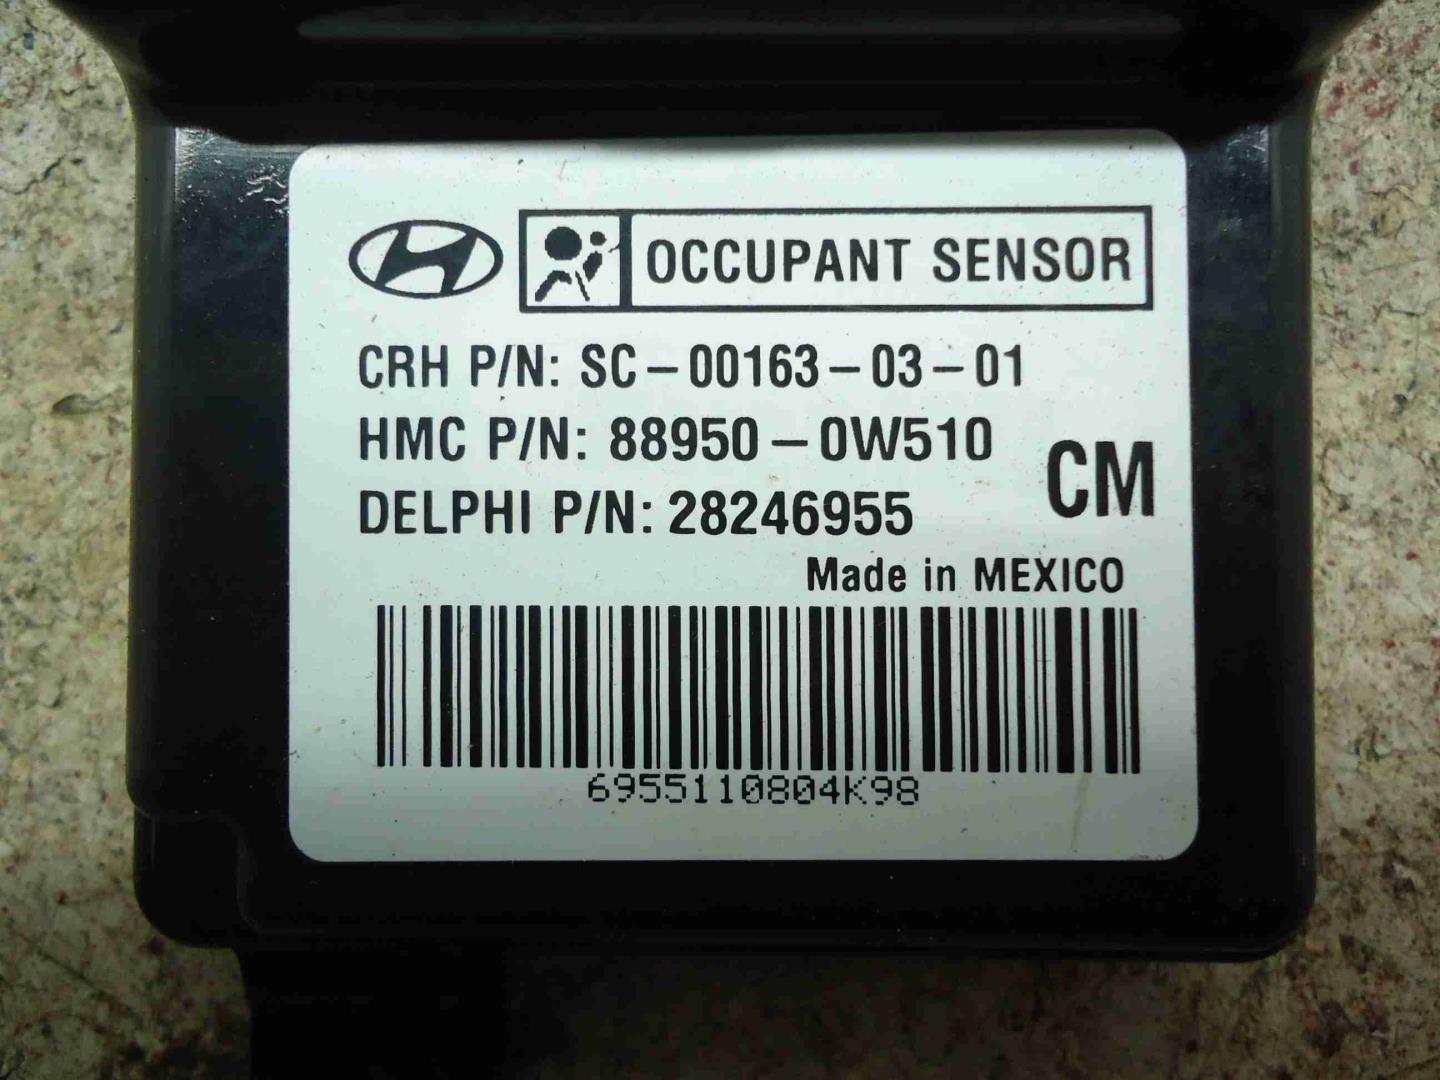 OCCUPANT SENSOR
CRH P/N: SC-00163-03-01
HMC P/N: 88950-0W510
CM
DELPHI P/N: 28246955
Made in MEXICO
6955110804K98